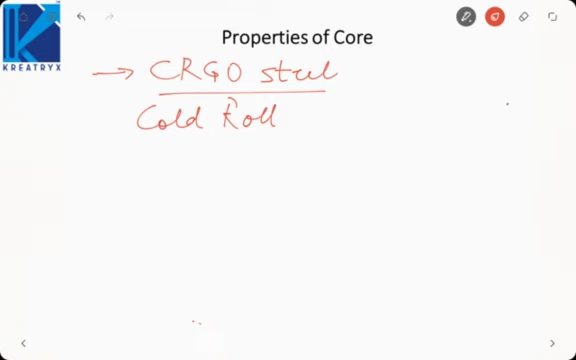 KREATRYX
Properties of Core
→ CRGO steel
Cold Roll